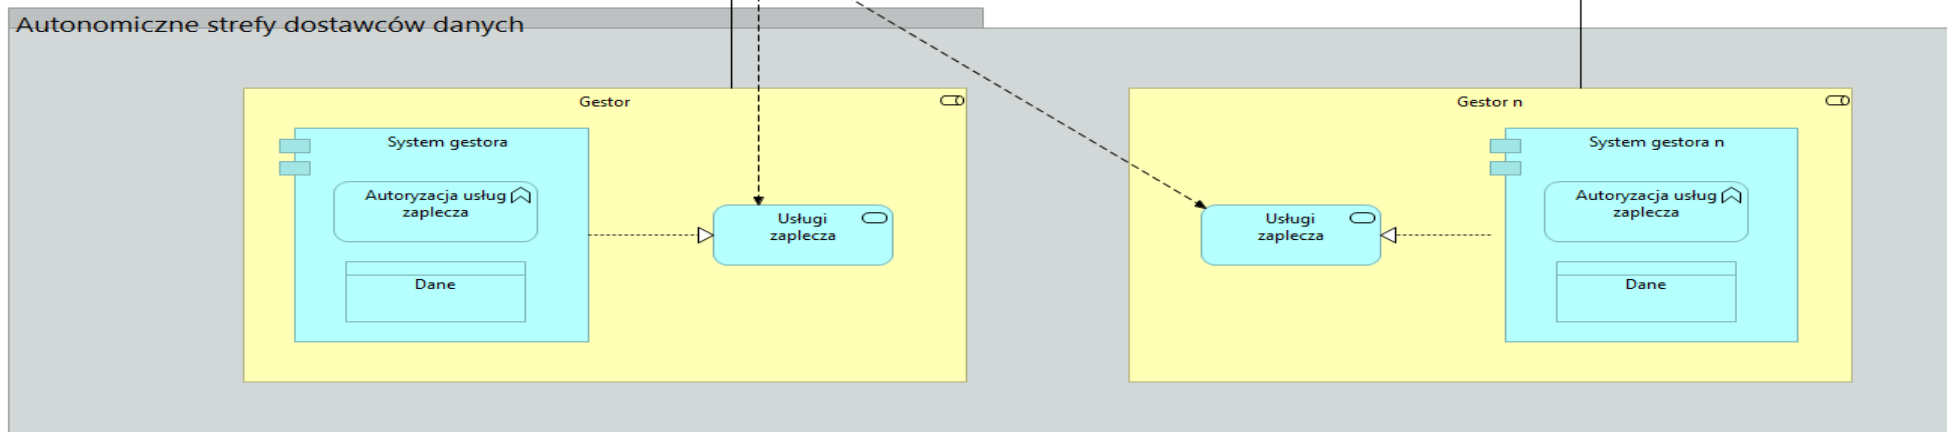 Autonomiczne strefy dostawców danych
Gestor
System gestora
Autoryzacja usług
zaplecza
Dane
Usługi
zaplecza
Gestor n
Usługi
zaplecza
System gestora n
Autoryzacja usług
zaplecza
Dane